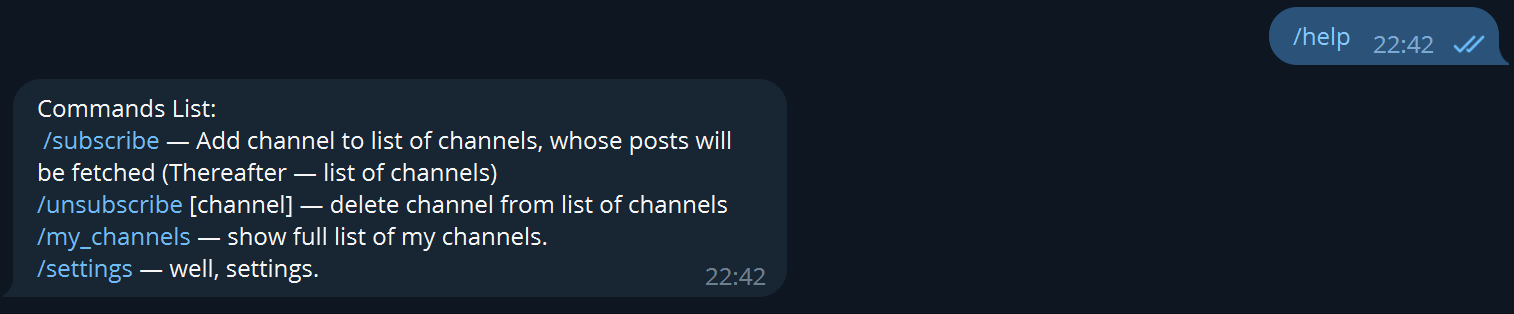 /help 22:42
Commands List:
/subscribe — Add channel to list of channels, whose posts will
be fetched (Thereafter — list of channels)
/unsubscribe [channel] — delete channel from list of channels
/my_channels — show full list of my channels.
/settings — well, settings.
22:42